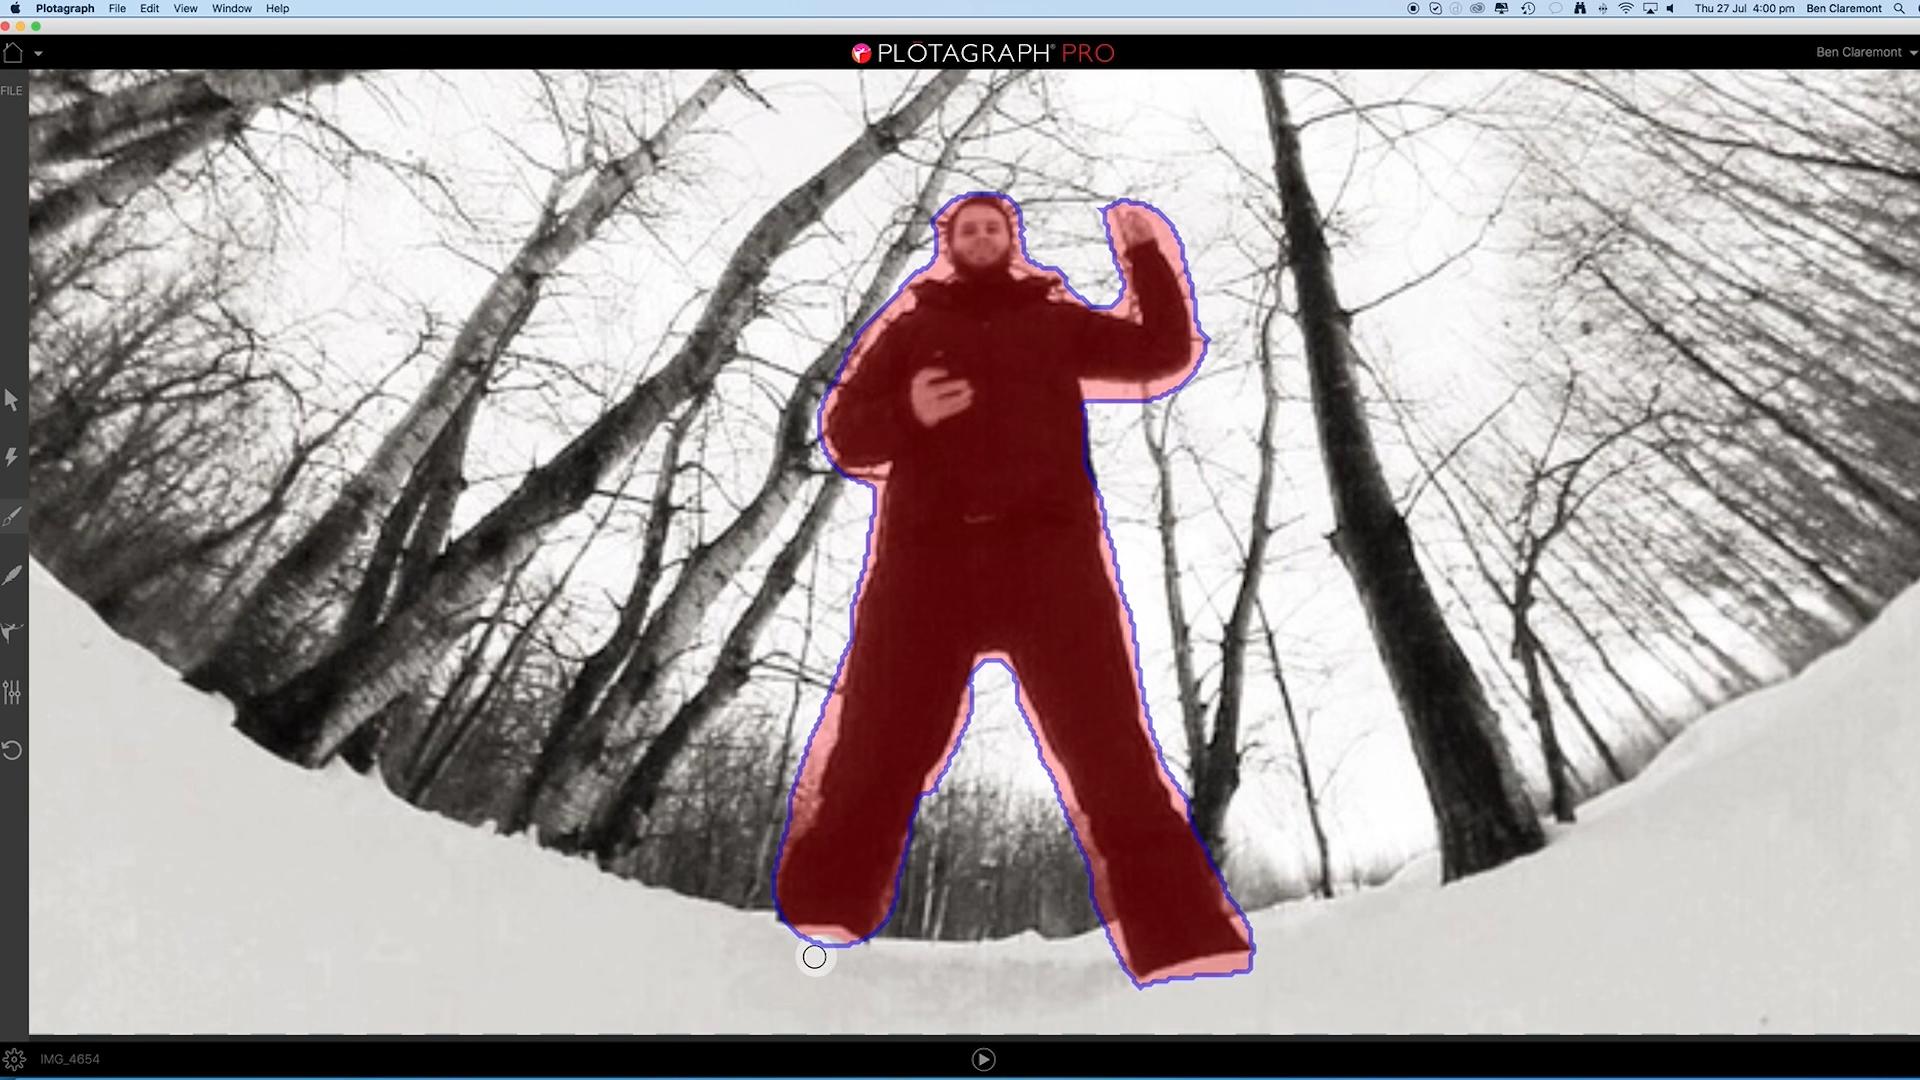 Plotagraph File Edit View Window Help Thu 27 Jul 4:00 pm Ben Claremont
PLŌTAGRAPH® PRO
Ben Claremont
FILE
IMG_4654